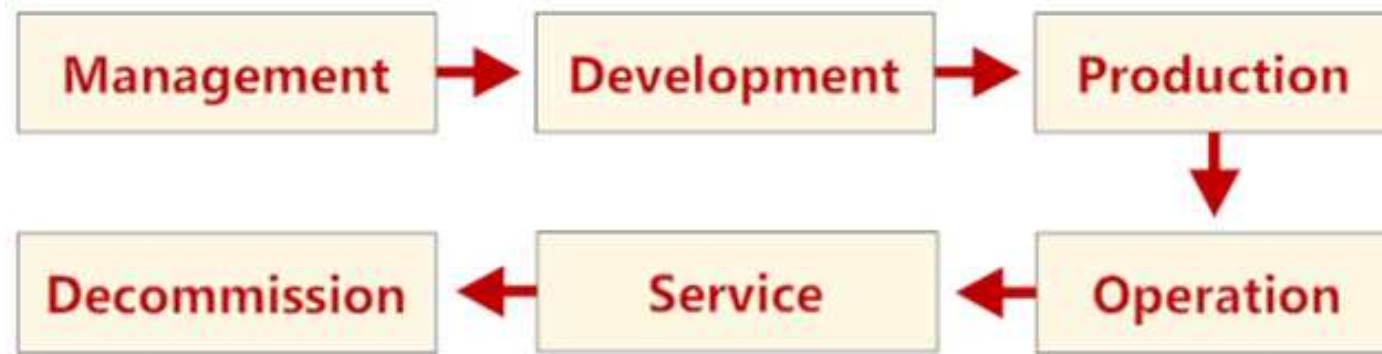 Management
Development
Production
Operation
Service
Decommission